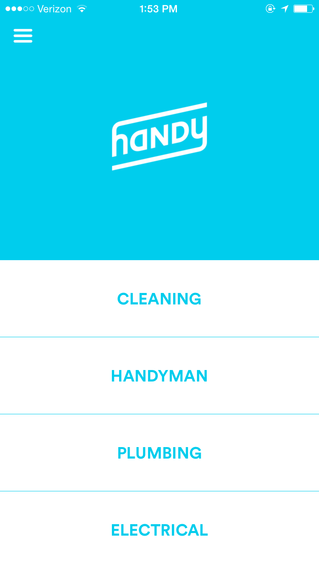 Verizon 1:53 PM
handy
CLEANING
HANDYMAN
PLUMBING
ELECTRICAL